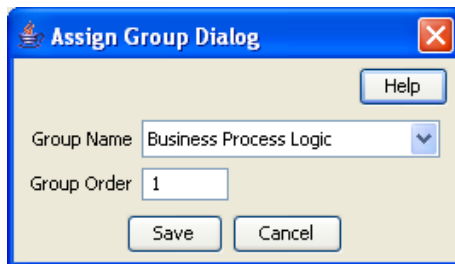 Assign Group Dialog
Help
Group Name Business Process Logic
Group Order 1
Save Cancel